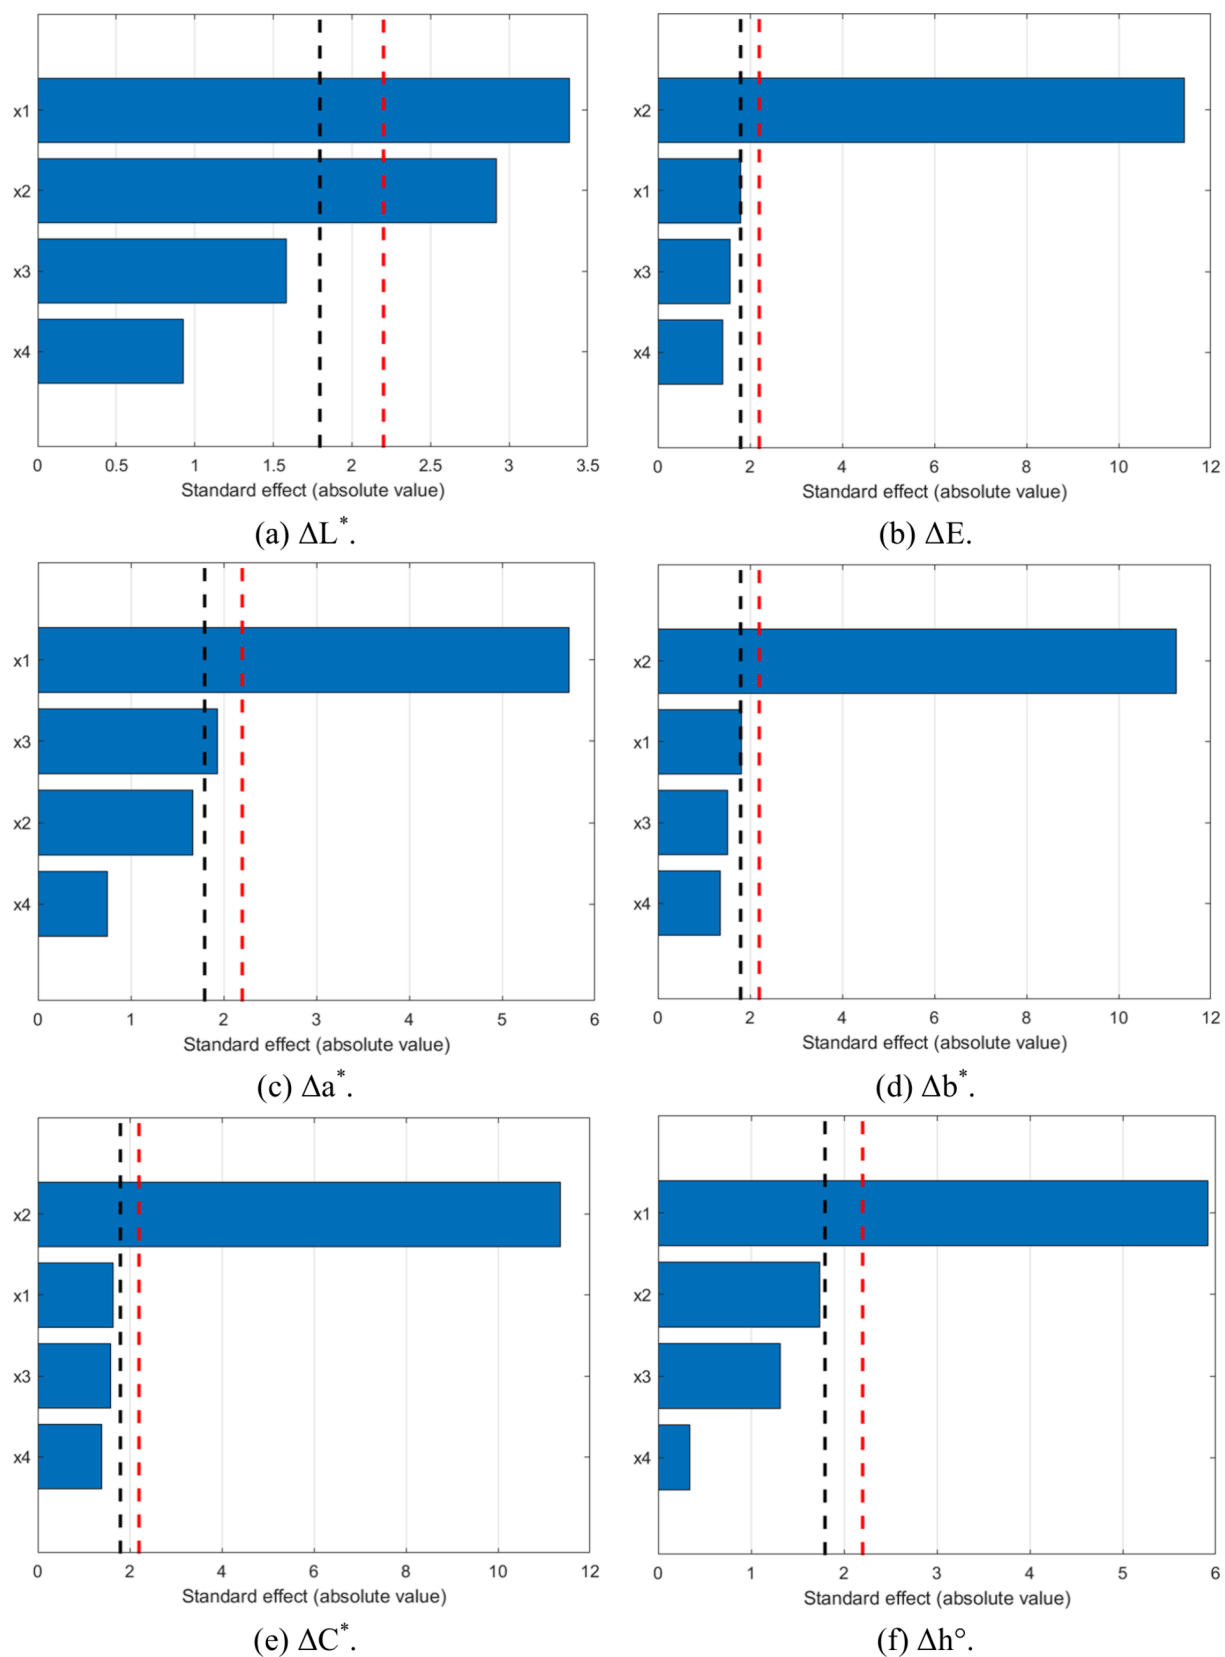 x1
x2
x3
x4
0 0.5 1 1.5 2 2.5 3 3.5
Standard effect (absolute value)
(a) ΔL*.
x2
x1
x3
x4
0 2 4 6 8 10 12
Standard effect (absolute value)
(b) ΔE.
x1
x3
x2
x4
0 1 2 3 4 5 6
Standard effect (absolute value)
(c) Δa*.
x2
x1
x3
x4
0 2 4 6 8 10 12
Standard effect (absolute value)
(d) Δb*.
x2
x1
x3
x4
0 2 4 6 8 10 12
Standard effect (absolute value)
(e) ΔC*.
x1
x2
x3
x4
0 1 2 3 4 5 6
Standard effect (absolute value)
(f) Δh°.